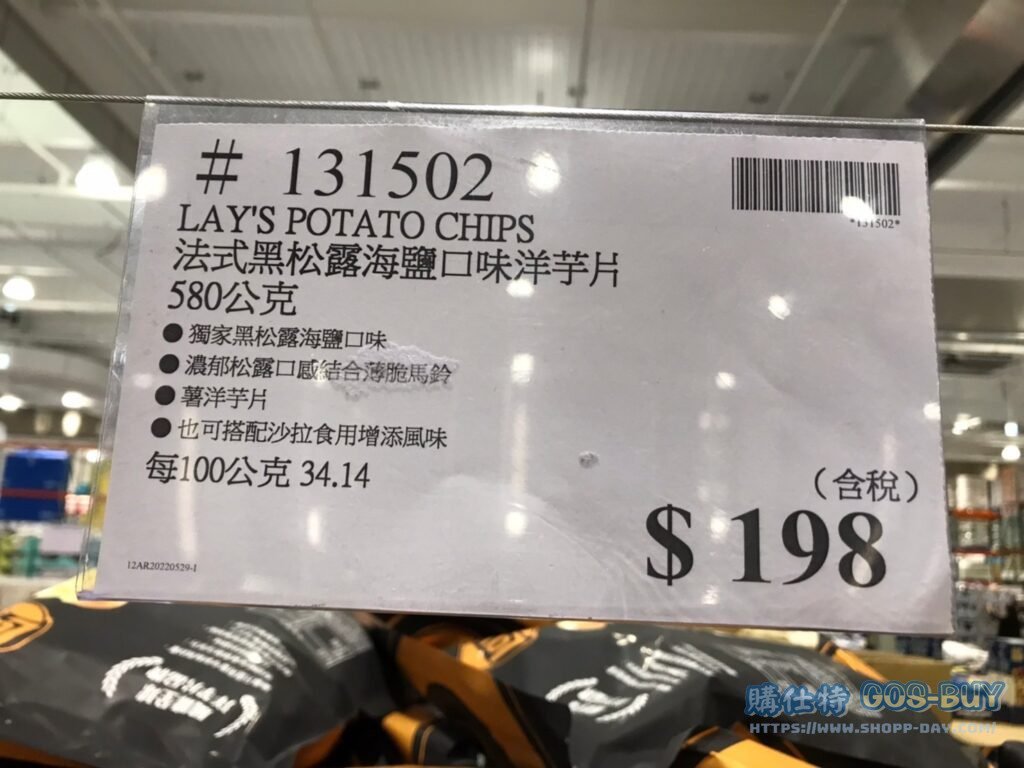 # 131502
*131502*
LAY'S POTATO CHIPS
法式黑松露海鹽口味洋芋片
580公克
●獨家黑松露海鹽口味
●濃郁松露口感結合薄脆馬鈴
●薯洋芋片
●也可搭配沙拉食用增添風味
每100公克 34.14
(含稅)
$ 198
12AR20220529-1
購仕特 COS-BUY
HTTPS://WWW.SHOPP-DAY.COM/